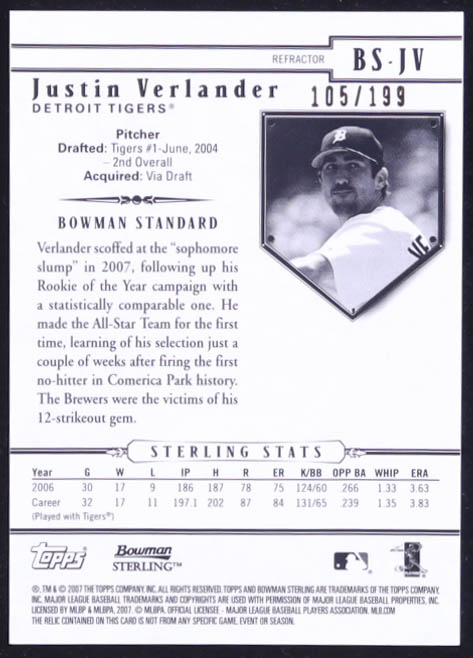 REFRACTOR
BS-JV
Justin Verlander
105/199
DETROIT TIGERS®
Pitcher
Drafted: Tigers #1-June, 2004
– 2nd Overall
Acquired: Via Draft
BOWMAN STANDARD
Verlander scoffed at the “sophomore
slump” in 2007, following up his
Rookie of the Year campaign with
a statistically comparable one. He
made the All-Star Team for the first
time, learning of his selection just a
couple of weeks after firing the first
no-hitter in Comerica Park history.
The Brewers were the victims of his
12-strikeout gem.
STERLING STATS
Year G W L IP H R ER K/BB OPP BA WHIP ERA
2006 30 17 9 186 187 78 75 124/60 266 1.33 3.63
Career 32 17 11 197.1 202 87 84 131/65 239 1.35 3.83
(Played with Tigers®)
Topps Bowman
STERLING™
®, TM & © 2007 THE TOPPS COMPANY, INC. ALL RIGHTS RESERVED. TOPPS AND BOWMAN STERLING ARE TRADEMARKS OF THE TOPPS COMPANY,
INC. MAJOR LEAGUE BASEBALL TRADEMARKS AND COPYRIGHTS ARE USED WITH PERMISSION OF MAJOR LEAGUE BASEBALL PROPERTIES, INC.
LICENSED BY MLBP & MLBPA, 2007. © MLBPA. OFFICIAL LICENSEE - MAJOR LEAGUE BASEBALL PLAYERS ASSOCIATION. MLB.COM
THE RELIC CONTAINED ON THIS CARD IS NOT FROM ANY SPECIFIC GAME, EVENT OR SEASON.